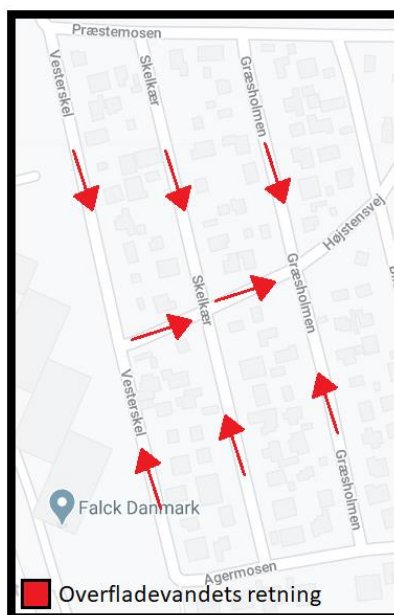 Præstemosen
Vesterskel
Skelkær
Græsholmen
Højstensvej
Skelkær
Græsholmen
Vesterskel
Græsholmen
Falck Danmark
Agermosen
Overfladevandets retning